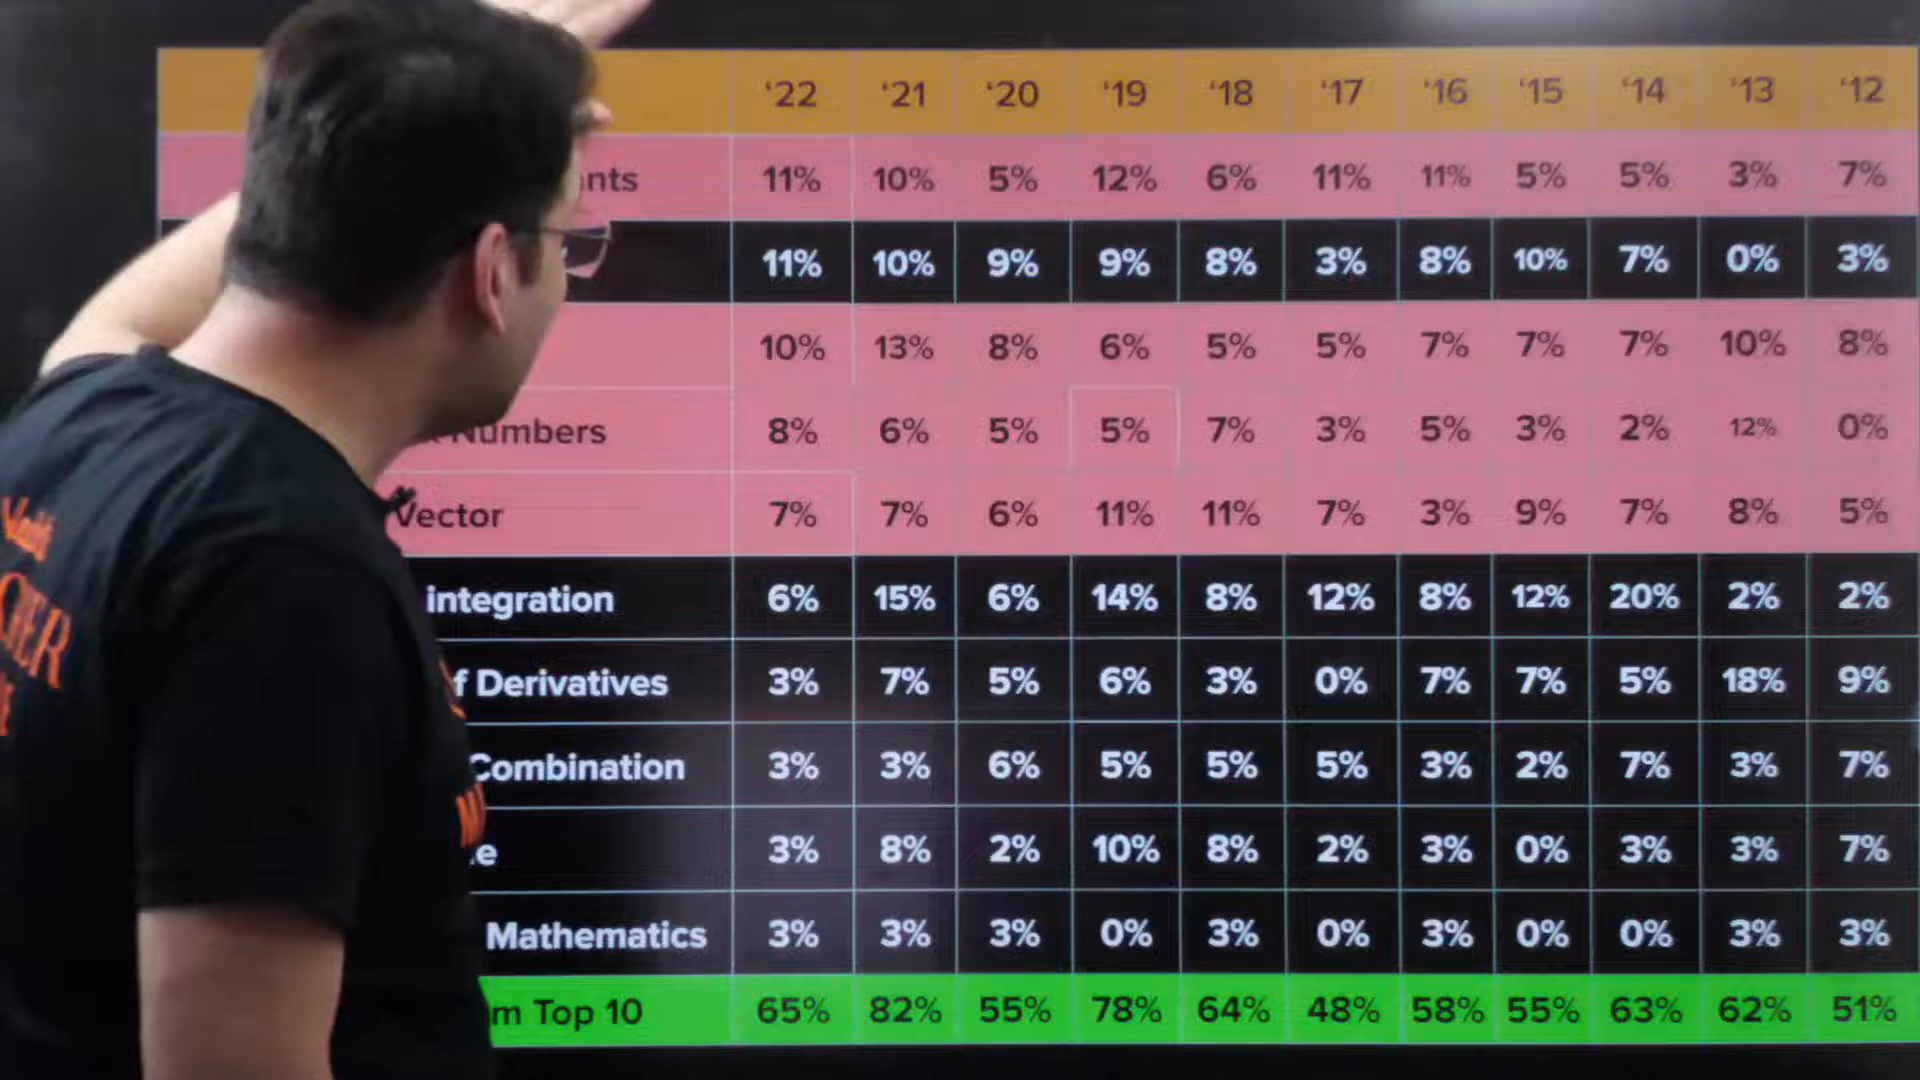 ‘22 ‘21 ‘20 ‘19 ‘18 ‘17 ‘16 ‘15 ‘14 ‘13 ‘12
11% 10% 5% 12% 6% 11% 11% 5% 5% 3% 7%
11% 10% 9% 9% 8% 3% 8% 10% 7% 0% 3%
10% 13% 8% 6% 5% 5% 7% 7% 7% 10% 8%
Numbers 8% 6% 5% 5% 7% 3% 5% 3% 2% 12% 0%
Vector 7% 7% 6% 11% 11% 7% 3% 9% 7% 8% 5%
integration 6% 15% 6% 14% 8% 12% 8% 12% 20% 2% 2%
f Derivatives 3% 7% 5% 6% 3% 0% 7% 7% 5% 18% 9%
Combination 3% 3% 6% 5% 5% 5% 3% 2% 7% 3% 7%
3% 8% 2% 10% 8% 2% 3% 0% 3% 3% 7%
Mathematics 3% 3% 3% 0% 3% 0% 3% 0% 0% 3% 3%
m Top 10 65% 82% 55% 78% 64% 48% 58% 55% 63% 62% 51%